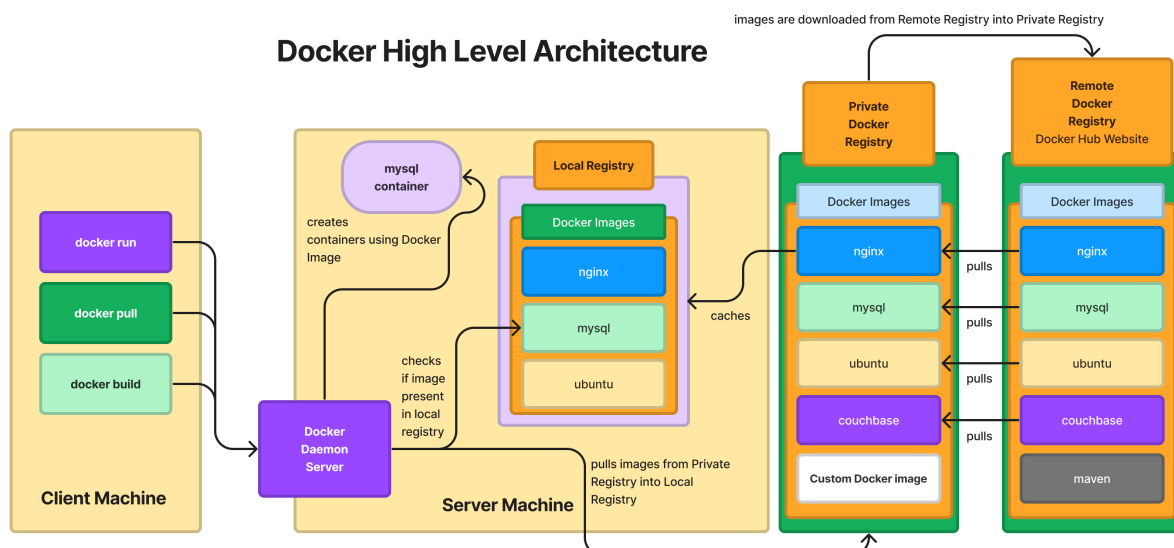 images are downloaded from Remote Registry into Private Registry
Docker High Level Architecture
docker run
docker pull
docker build
Client Machine
mysql
container
creates
containers using Docker
Image
Docker
Daemon
Server
checks
if image
present
in local
registry
Local Registry
Docker Images
nginx
mysql
ubuntu
pulls images from Private
Registry into Local
Registry
Server Machine
caches
Private
Docker
Registry
Docker Images
nginx
mysql
ubuntu
couchbase
Custom Docker image
pulls
pulls
pulls
pulls
Remote
Docker
Registry
Docker Hub Website
Docker Images
nginx
mysql
ubuntu
couchbase
maven